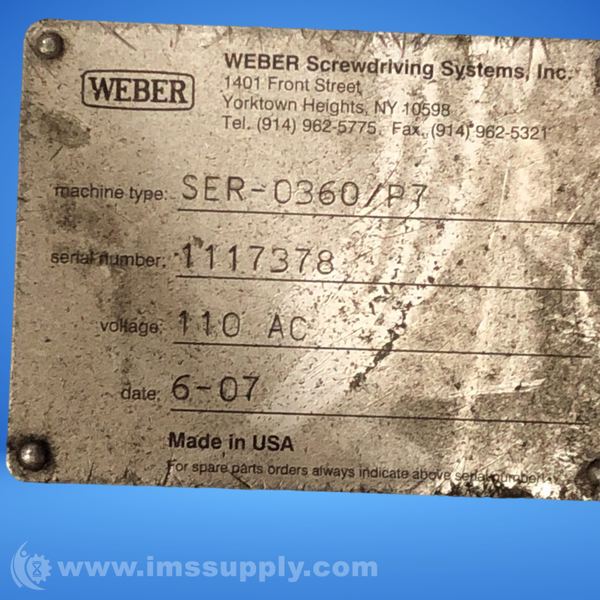 WEBER
WEBER Screwdriving Systems, Inc.
1401 Front Street
Yorktown Heights, NY 10598
Tel. (914) 962-5775 Fax. (914) 962-5321
machine type: SER-0360/P7
serial number: 1117378
voltage: 110 AC
date: 6-07
Made in USA
For spare parts orders always indicate above serial number!
www.imssupply.com